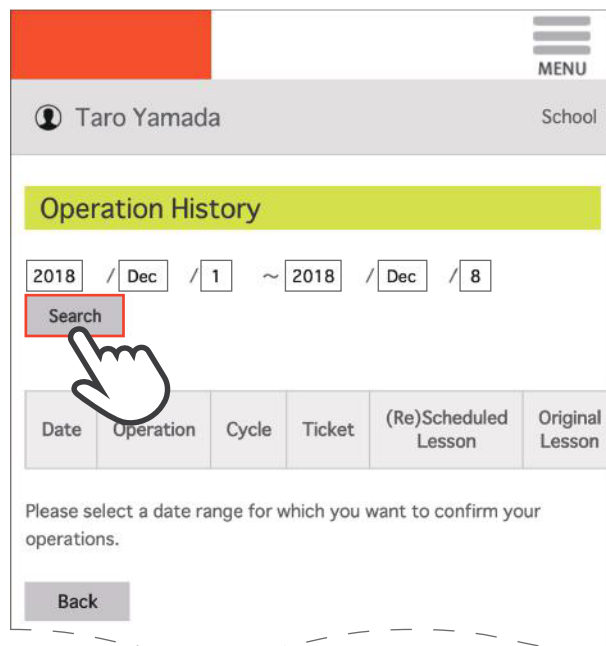 MENU
Taro Yamada School
Operation History
2018 / Dec / 1 ~ 2018 / Dec / 8
Search
Date Operation Cycle Ticket (Re)Scheduled Lesson Original Lesson
Please select a date range for which you want to confirm your
operations.
Back